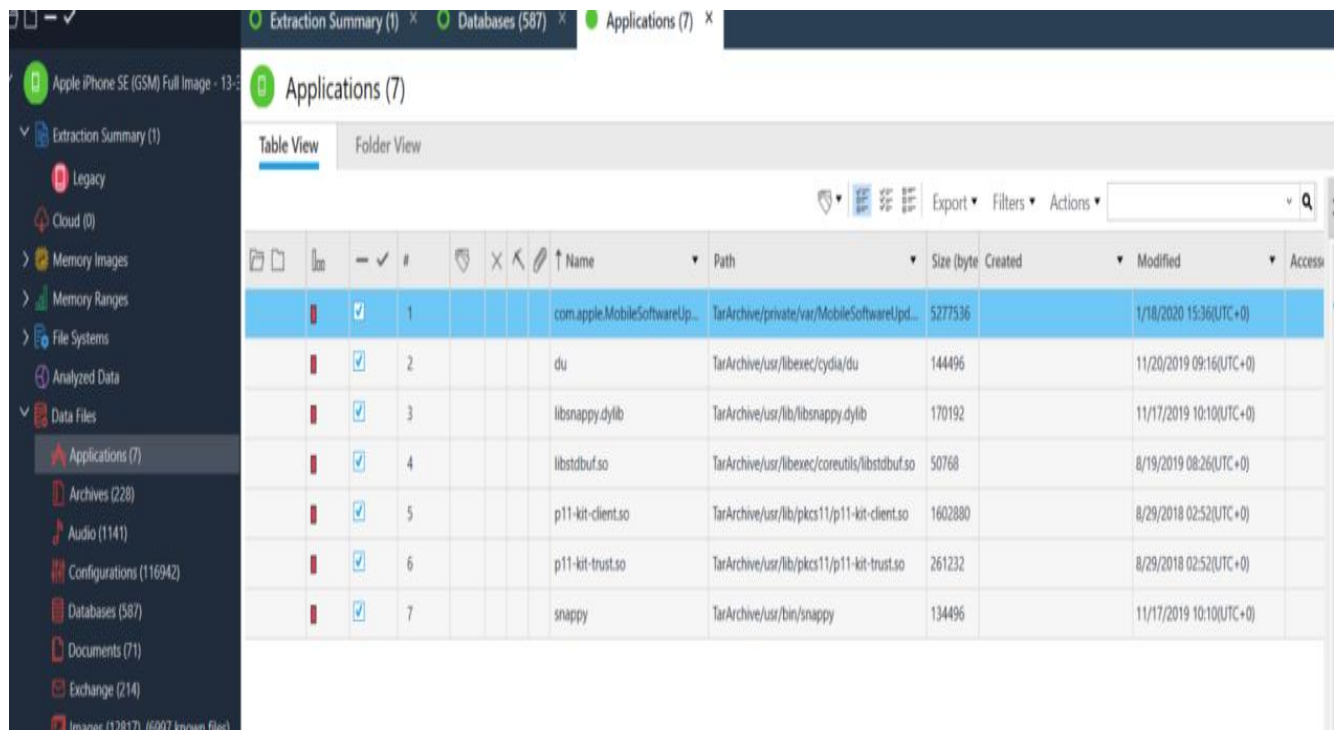 Extraction Summary (1) × Databases (587) × Applications (7) ×
Apple iPhone SE (GSM) Full Image - 13-3
Applications (7)
Extraction Summary (1)
Legacy
Cloud (0)
Memory Images
Memory Ranges
File Systems
Analyzed Data
Data Files
Applications (7)
Archives (228)
Audio (1141)
Configurations (116942)
Databases (587)
Documents (71)
Exchange (214)
Images (12817) (6997 known files)
Table View Folder View
Export Filters Actions
# Name Path Size (byte Created Modified Access
1 com.apple.MobileSoftwareUp... TarArchive/private/var/MobileSoftwareUpd... 5277536 1/18/2020 15:36(UTC+0)
2 du TarArchive/usr/libexec/cydia/du 144496 11/20/2019 09:16(UTC+0)
3 libsnappy.dylib TarArchive/usr/lib/libsnappy.dylib 170192 11/17/2019 10:10(UTC+0)
4 libstdbuf.so TarArchive/usr/libexec/coreutils/libstdbuf.so 50768 8/19/2019 08:26(UTC+0)
5 p11-kit-client.so TarArchive/usr/lib/pkcs11/p11-kit-client.so 1602880 8/29/2018 02:52(UTC+0)
6 p11-kit-trust.so TarArchive/usr/lib/pkcs11/p11-kit-trust.so 261232 8/29/2018 02:52(UTC+0)
7 snappy TarArchive/usr/bin/snappy 134496 11/17/2019 10:10(UTC+0)